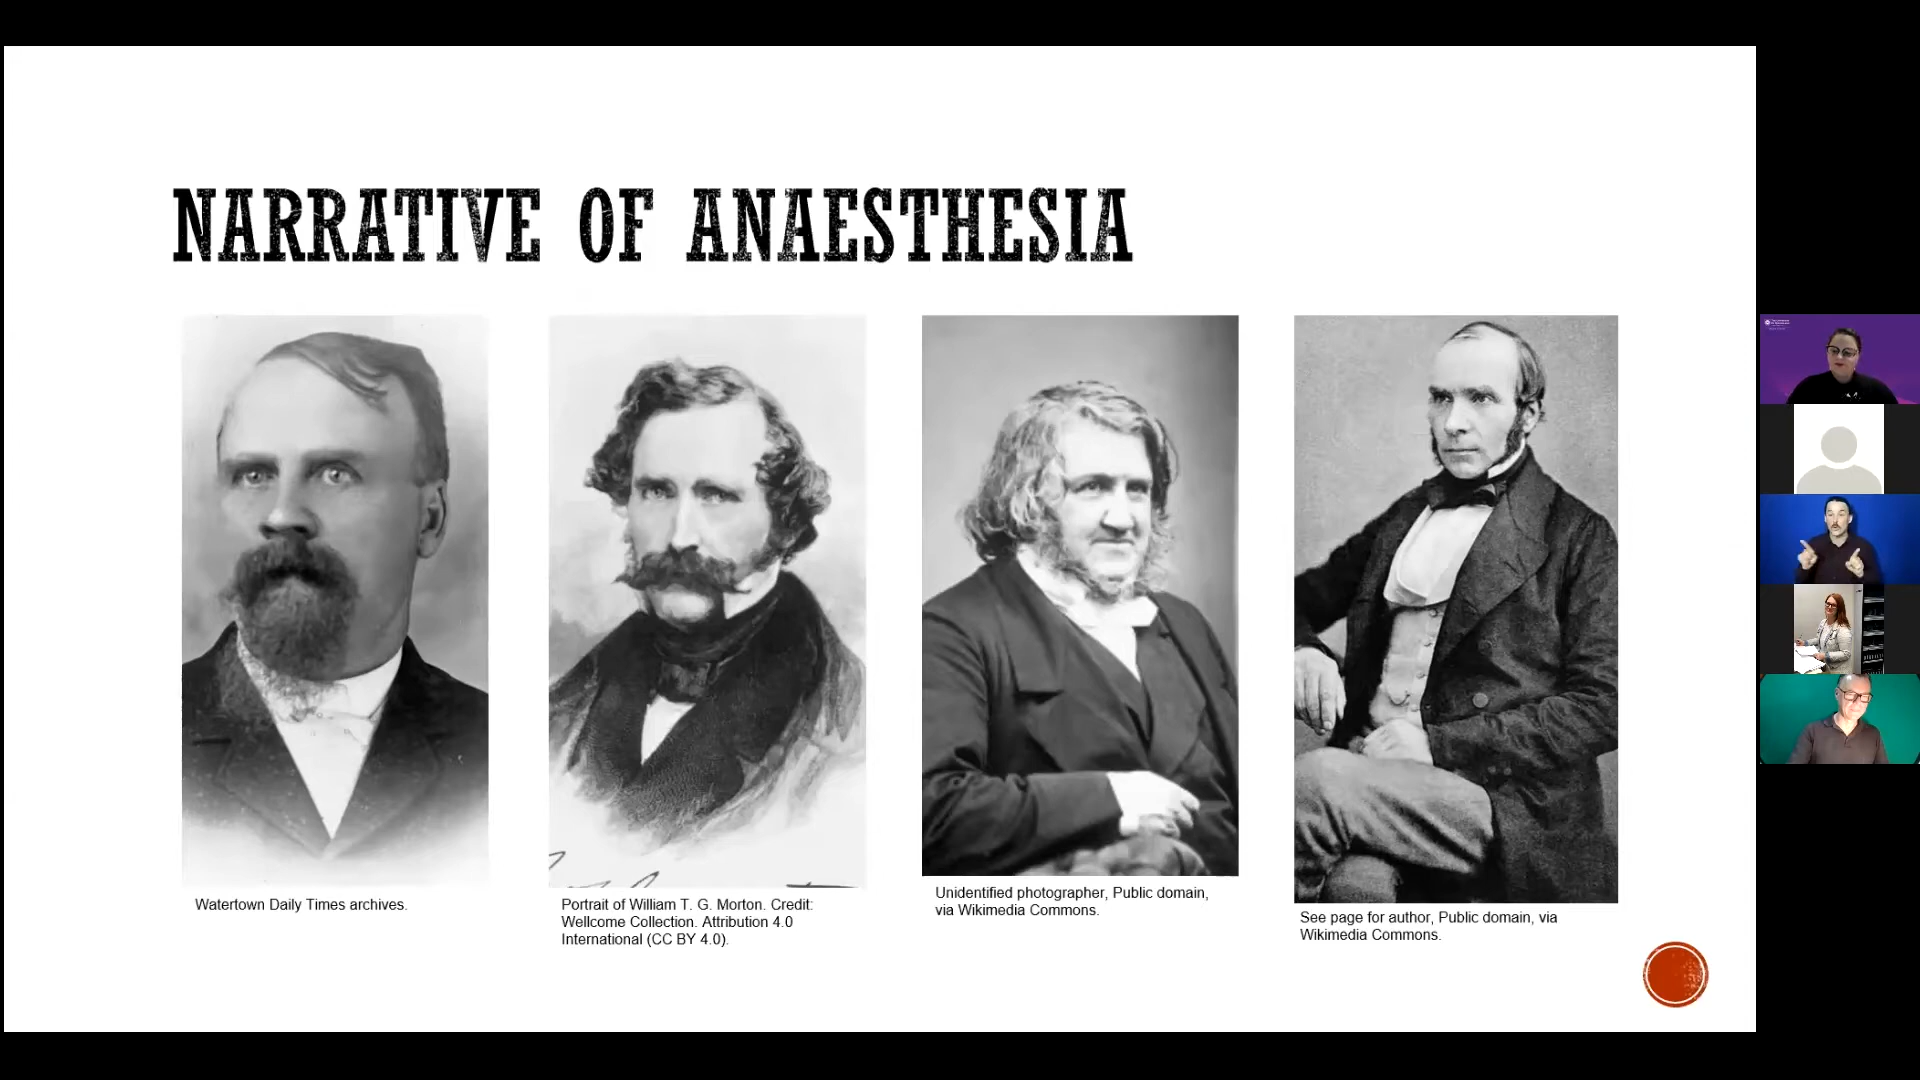 NARRATIVE OF ANAESTHESIA
Watertown Daily Times archives.
Portrait of William T. G. Morton. Credit:
Wellcome Collection. Attribution 4.0
International (CC BY 4.0).
Unidentified photographer, Public domain,
via Wikimedia Commons.
See page for author, Public domain, via
Wikimedia Commons.